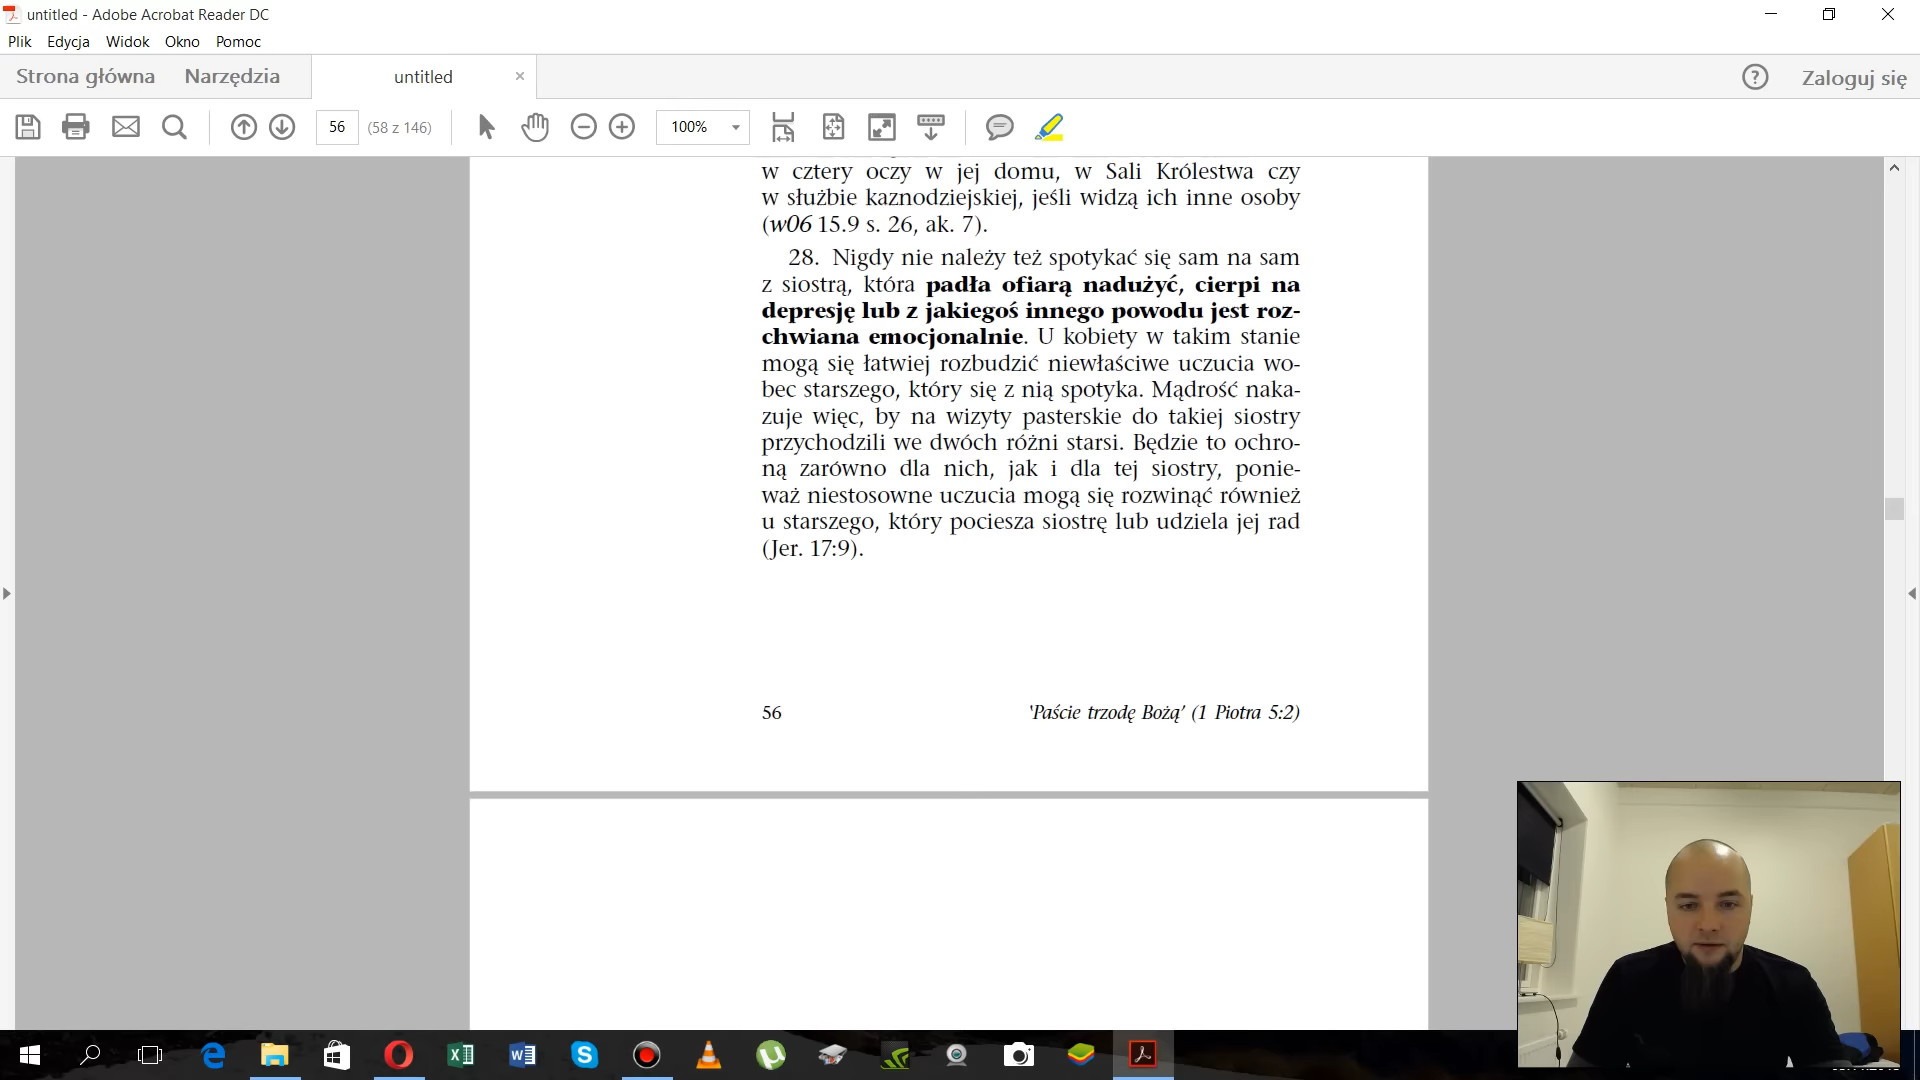 untitled - Adobe Acrobat Reader DC
Plik Edycja Widok Okno Pomoc
Strona główna Narzędzia untitled × ? Zaloguj się
56 (58 z 146) 100%
w cztery oczy w jej domu, w Sali Królestwa czy
w służbie kaznodziejskiej, jeśli widzą ich inne osoby
(w06 15.9 s. 26, ak. 7).
28. Nigdy nie należy też spotykać się sam na sam
z siostrą, która padła ofiarą nadużyć, cierpi na
depresję lub z jakiegoś innego powodu jest roz-
chwiana emocjonalnie. U kobiety w takim stanie
mogą się łatwiej rozbudzić niewłaściwe uczucia wo-
bec starszego, który się z nią spotyka. Mądrość naka-
zuje więc, by na wizyty pasterskie do takiej siostry
przychodzili we dwóch różni starsi. Będzie to ochro-
ną zarówno dla nich, jak i dla tej siostry, ponie-
waż niestosowne uczucia mogą się rozwinąć również
u starszego, który pociesza siostrę lub udziela jej rad
(Jer. 17:9).
56 ‘Paście trzodę Bożą’ (1 Piotra 5:2)